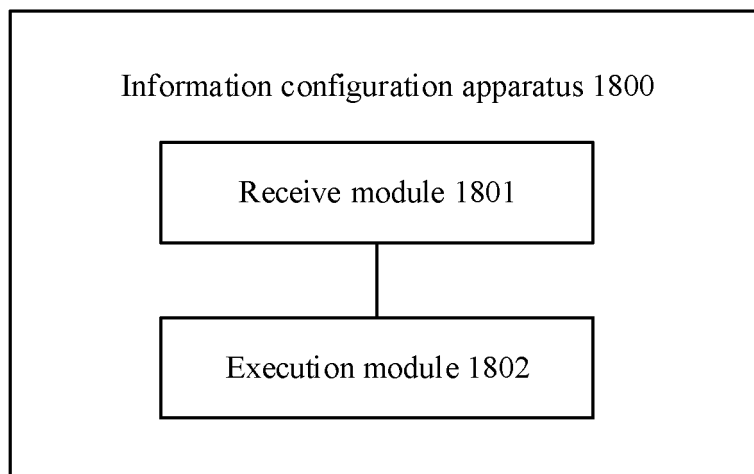 Information configuration apparatus 1800
Receive module 1801
Execution module 1802